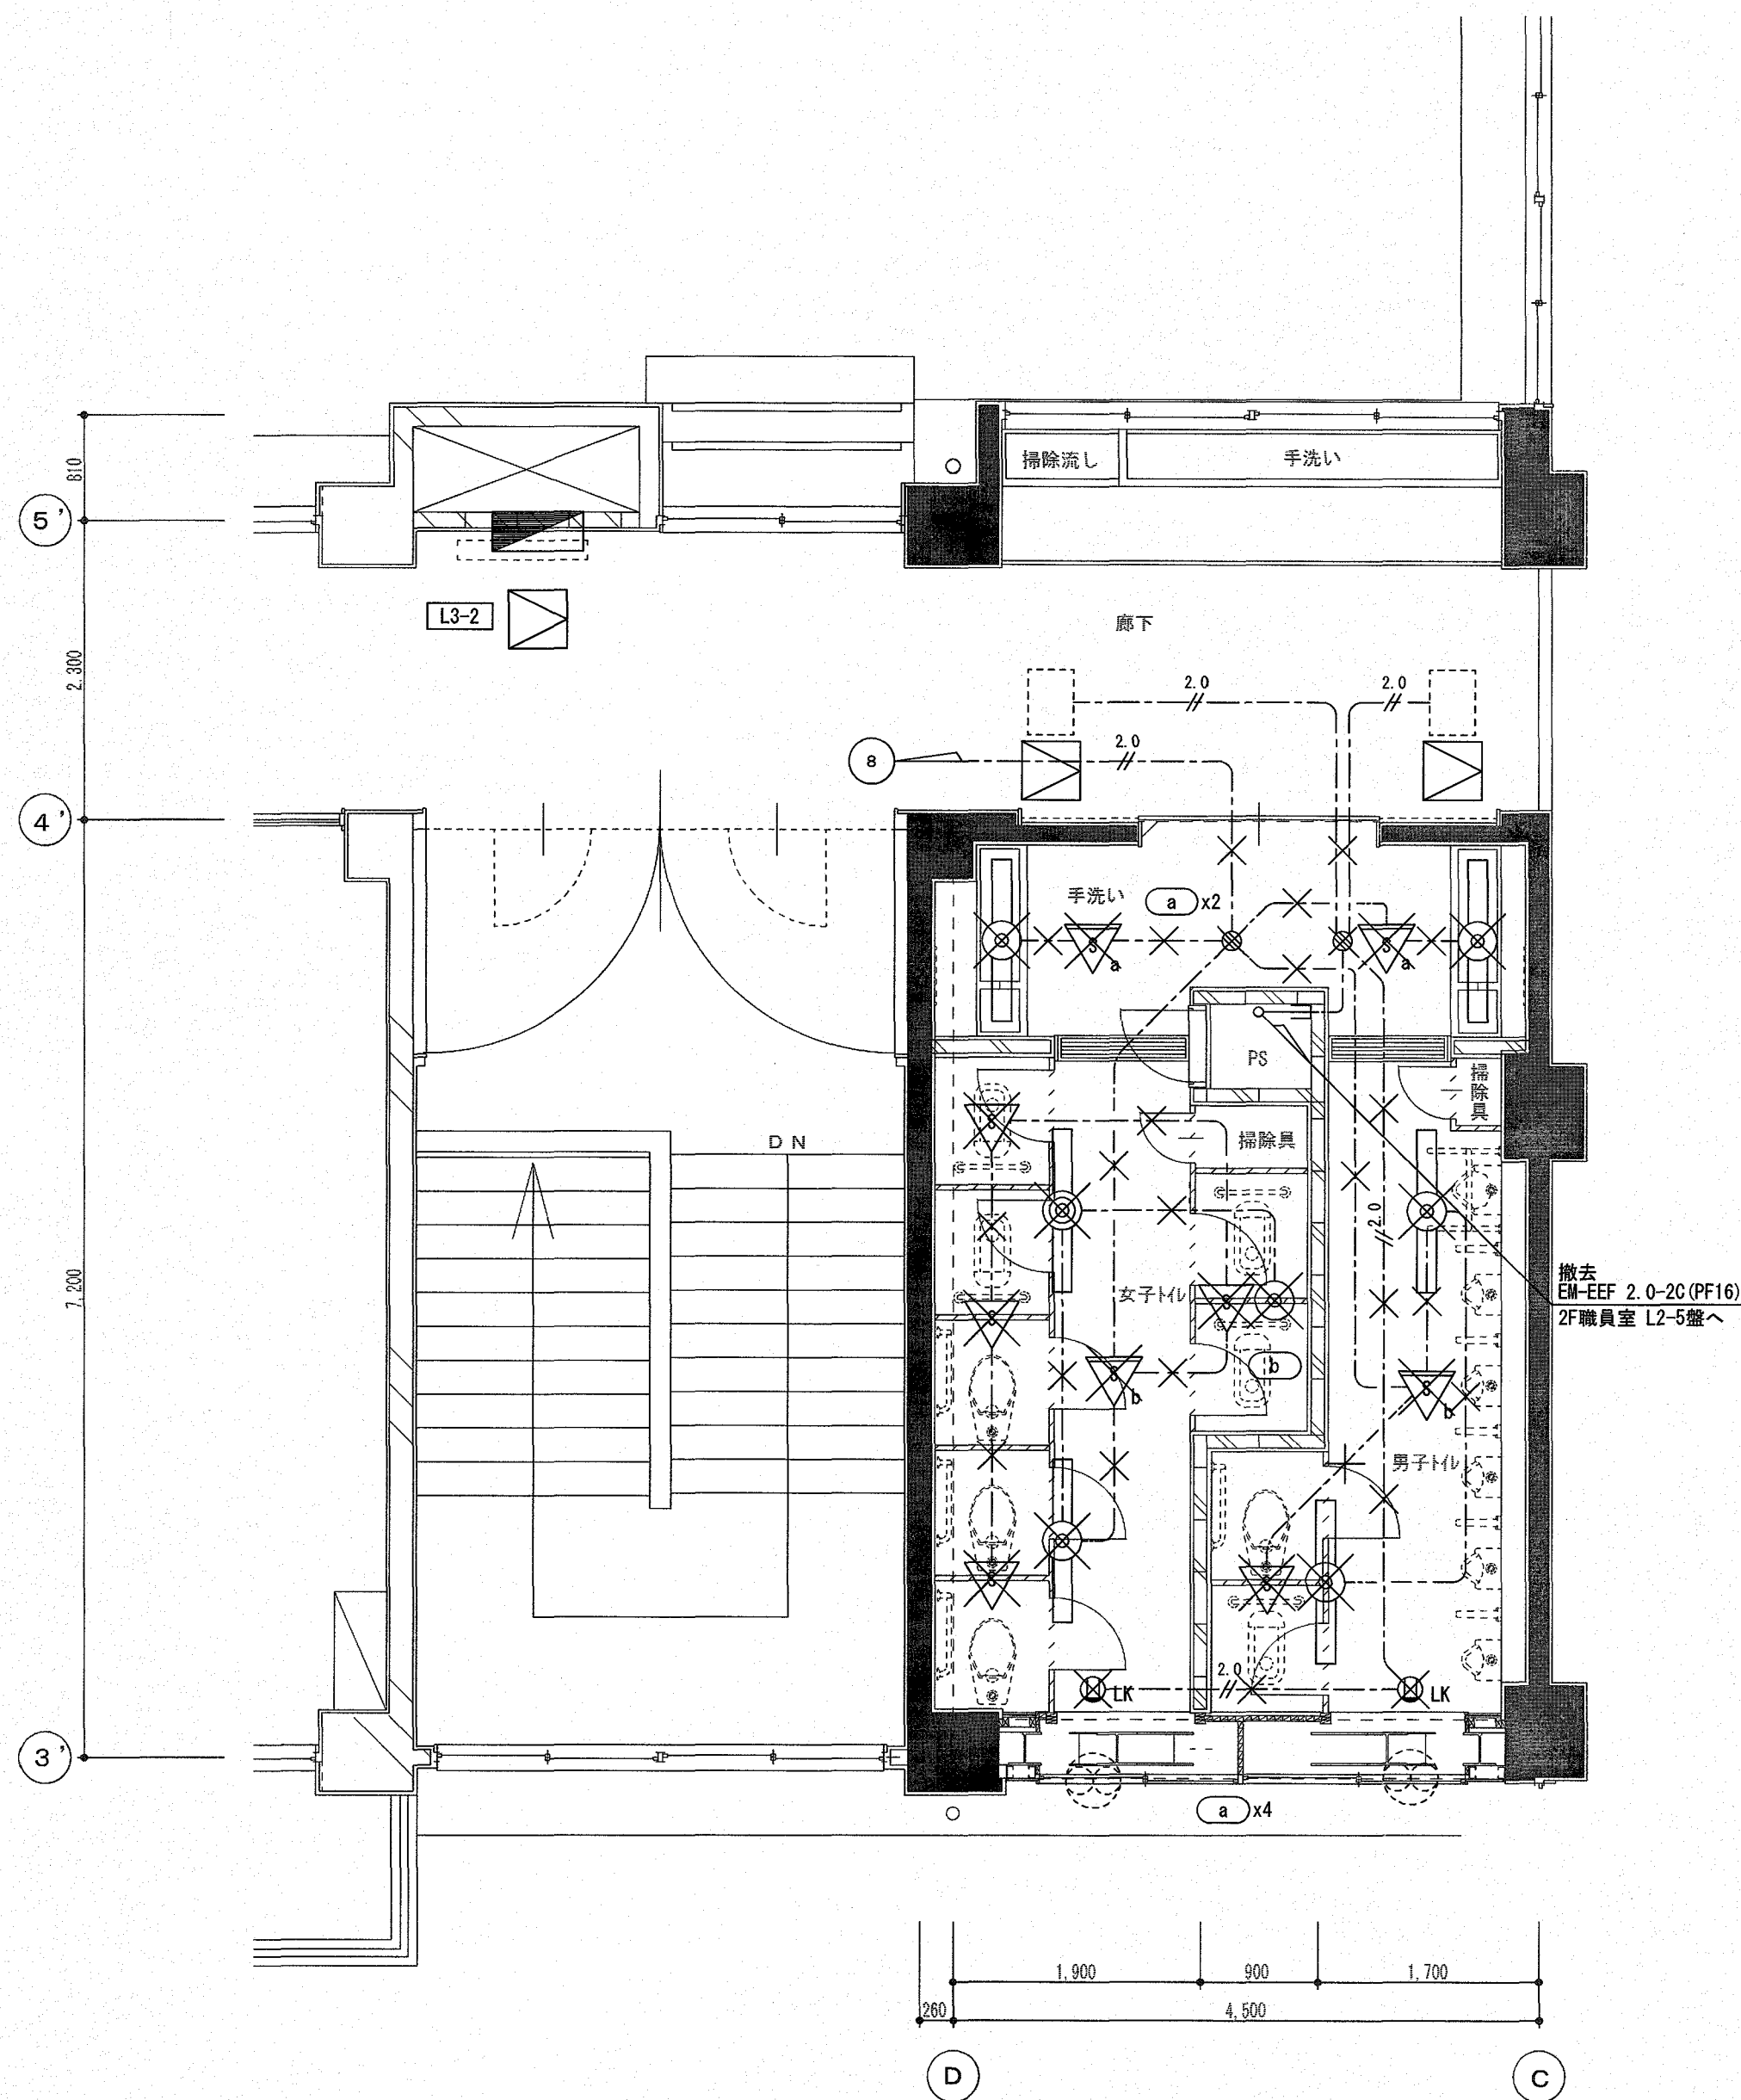 810
掃除流し
手洗い
5'
L3-2
廊下
2.300
2.0
2.0
2.0
8
4'
手洗い
a x2
S
S
a
a
PS
掃除具
DN
S
掃除具
2.0
7.200
撤去
EM-EEF 2.0-2C(PF16)
2F職員室 L2-5盤へ
女子トイレ
S
S
b
S
S
b
b
男子トイレ
S
S
2.0
LK
LK
3'
a x4
1,900
900
1,700
260
4,500
D
C